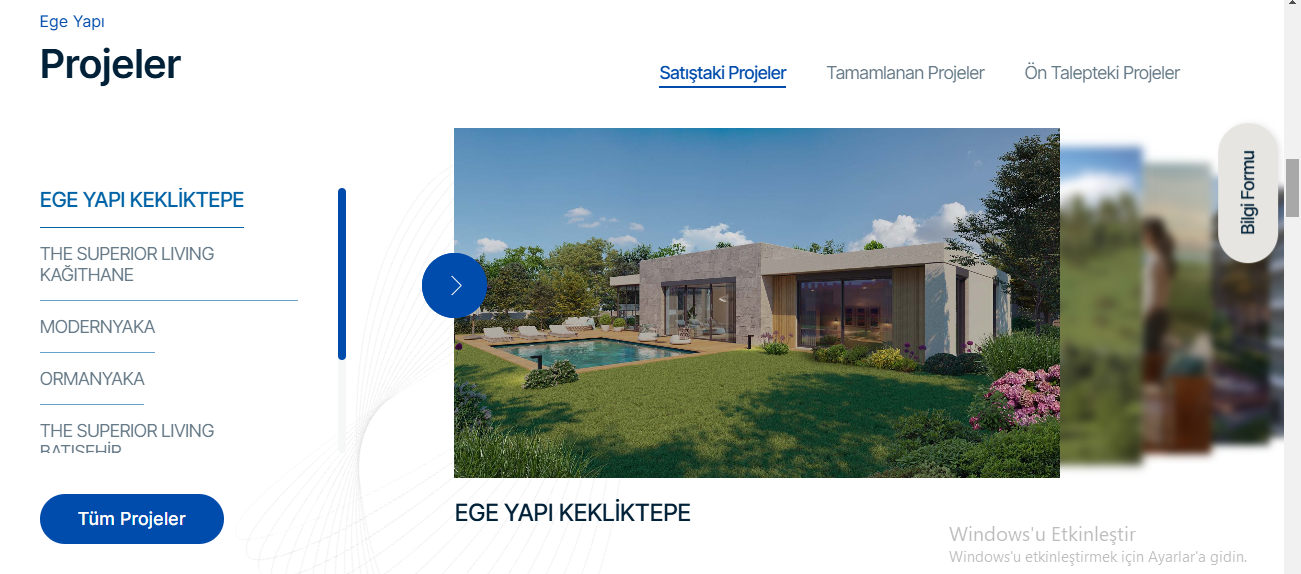 Ege Yapı
Projeler
Satıştaki Projeler
Tamamlanan Projeler
Ön Talepteki Projeler
EGE YAPI KEKLİKTEPE
THE SUPERIOR LIVING
KAĞITHANE
MODERNYAKA
ORMANYAKA
THE SUPERIOR LIVING
BATIŞEHİR
Tüm Projeler
EGE YAPI KEKLİKTEPE
Bilgi Formu
Windows'u Etkinleştir
Windows'u etkinleştirmek için Ayarlar'a gidin.